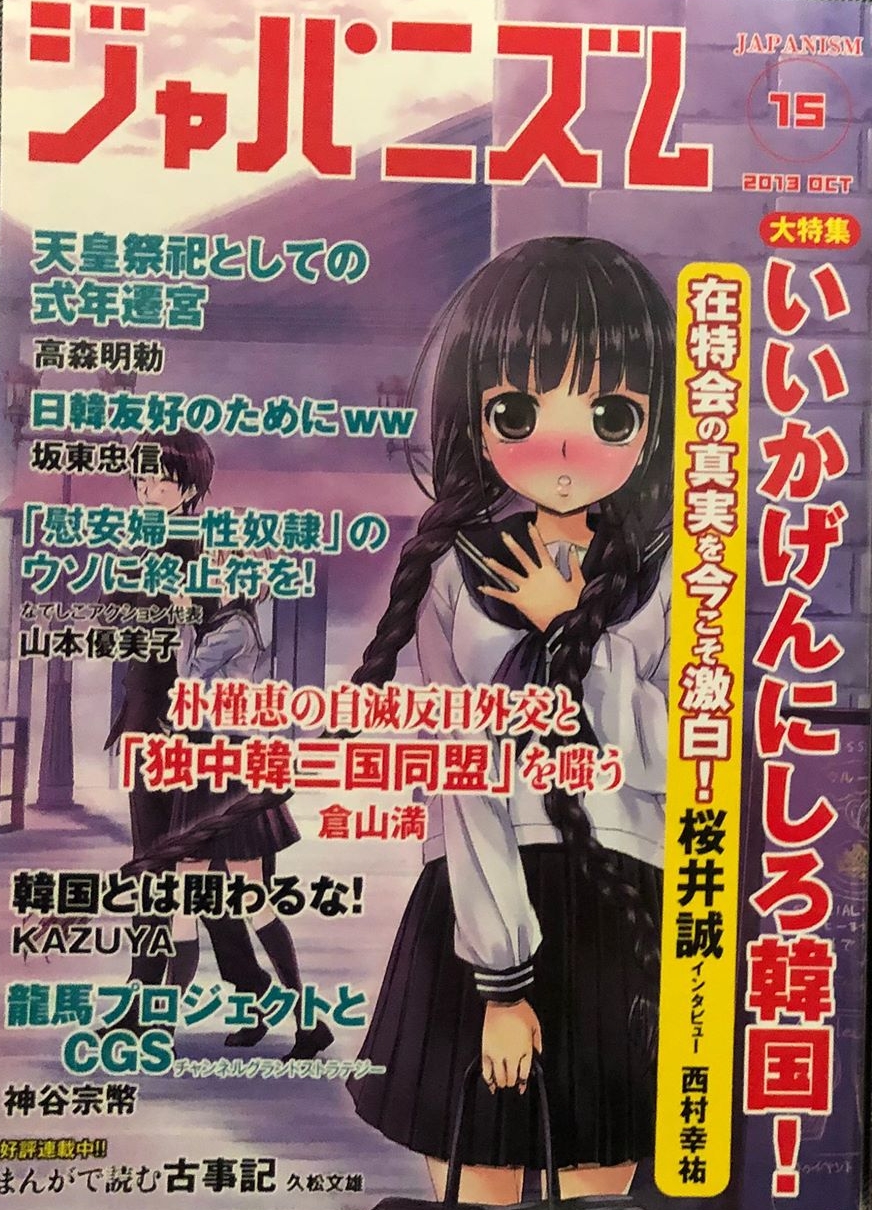 ジャパニズム
JAPANISM
15
2013 OCT
大特集
いいかげんにしろ韓国!
在特会の真実を今こそ激白!
桜井誠
インタビュー 西村幸祐
天皇祭祀としての
式年遷宮
高森明勅
日韓友好のためにww
坂東忠信
「慰安婦=性奴隷」の
ウソに終止符を!
なでしこアクション代表
山本優美子
朴槿恵の自滅反日外交と
「独中韓三国同盟」を嗤う
倉山満
韓国とは関わるな!
KAZUYA
龍馬プロジェクトと
CGS チャンネルグランドストラテジー
神谷宗幣
好評連載中!!
まんがで読む古事記 久松文雄